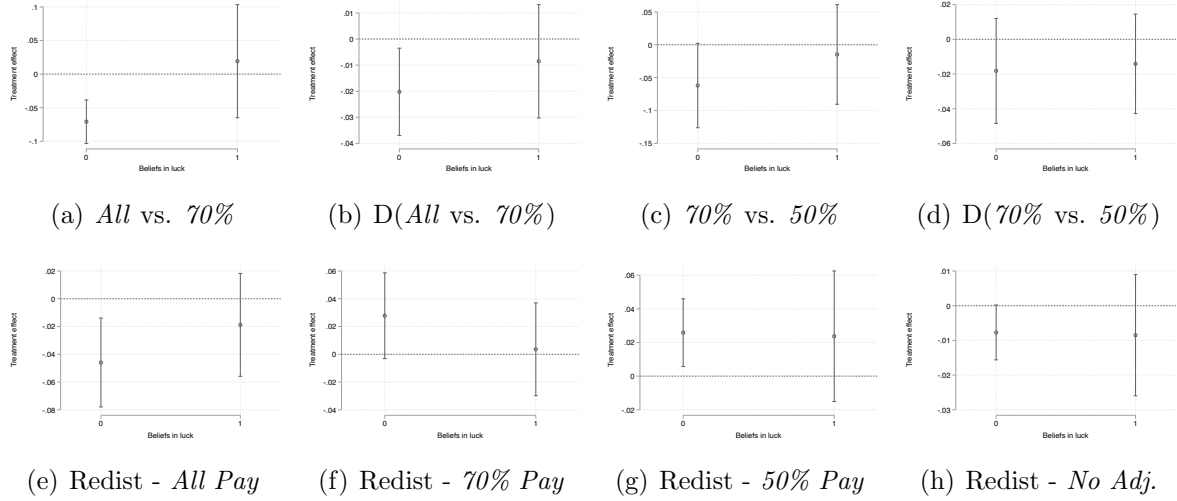 .1
.05
0
-.05
-.1
Treatment effect
0 1
Beliefs in luck
.01
0
-.01
-.02
-.03
-.04
Treatment effect
0 1
Beliefs in luck
.05
0
-.05
-.1
-.15
Treatment effect
0 1
Beliefs in luck
.02
0
-.02
-.04
-.06
Treatment effect
0 1
Beliefs in luck
(a) All vs. 70%
(b) D(All vs. 70%)
(c) 70% vs. 50%
(d) D(70% vs. 50%)
.02
0
-.02
-.04
-.06
-.08
Treatment effect
0 1
Beliefs in luck
.06
.04
.02
0
-.02
-.04
Treatment effect
0 1
Beliefs in luck
.06
.04
.02
0
-.02
Treatment effect
0 1
Beliefs in luck
.01
0
-.01
-.02
-.03
Treatment effect
0 1
Beliefs in luck
(e) Redist - All Pay
(f) Redist - 70% Pay
(g) Redist - 50% Pay
(h) Redist - No Adj.